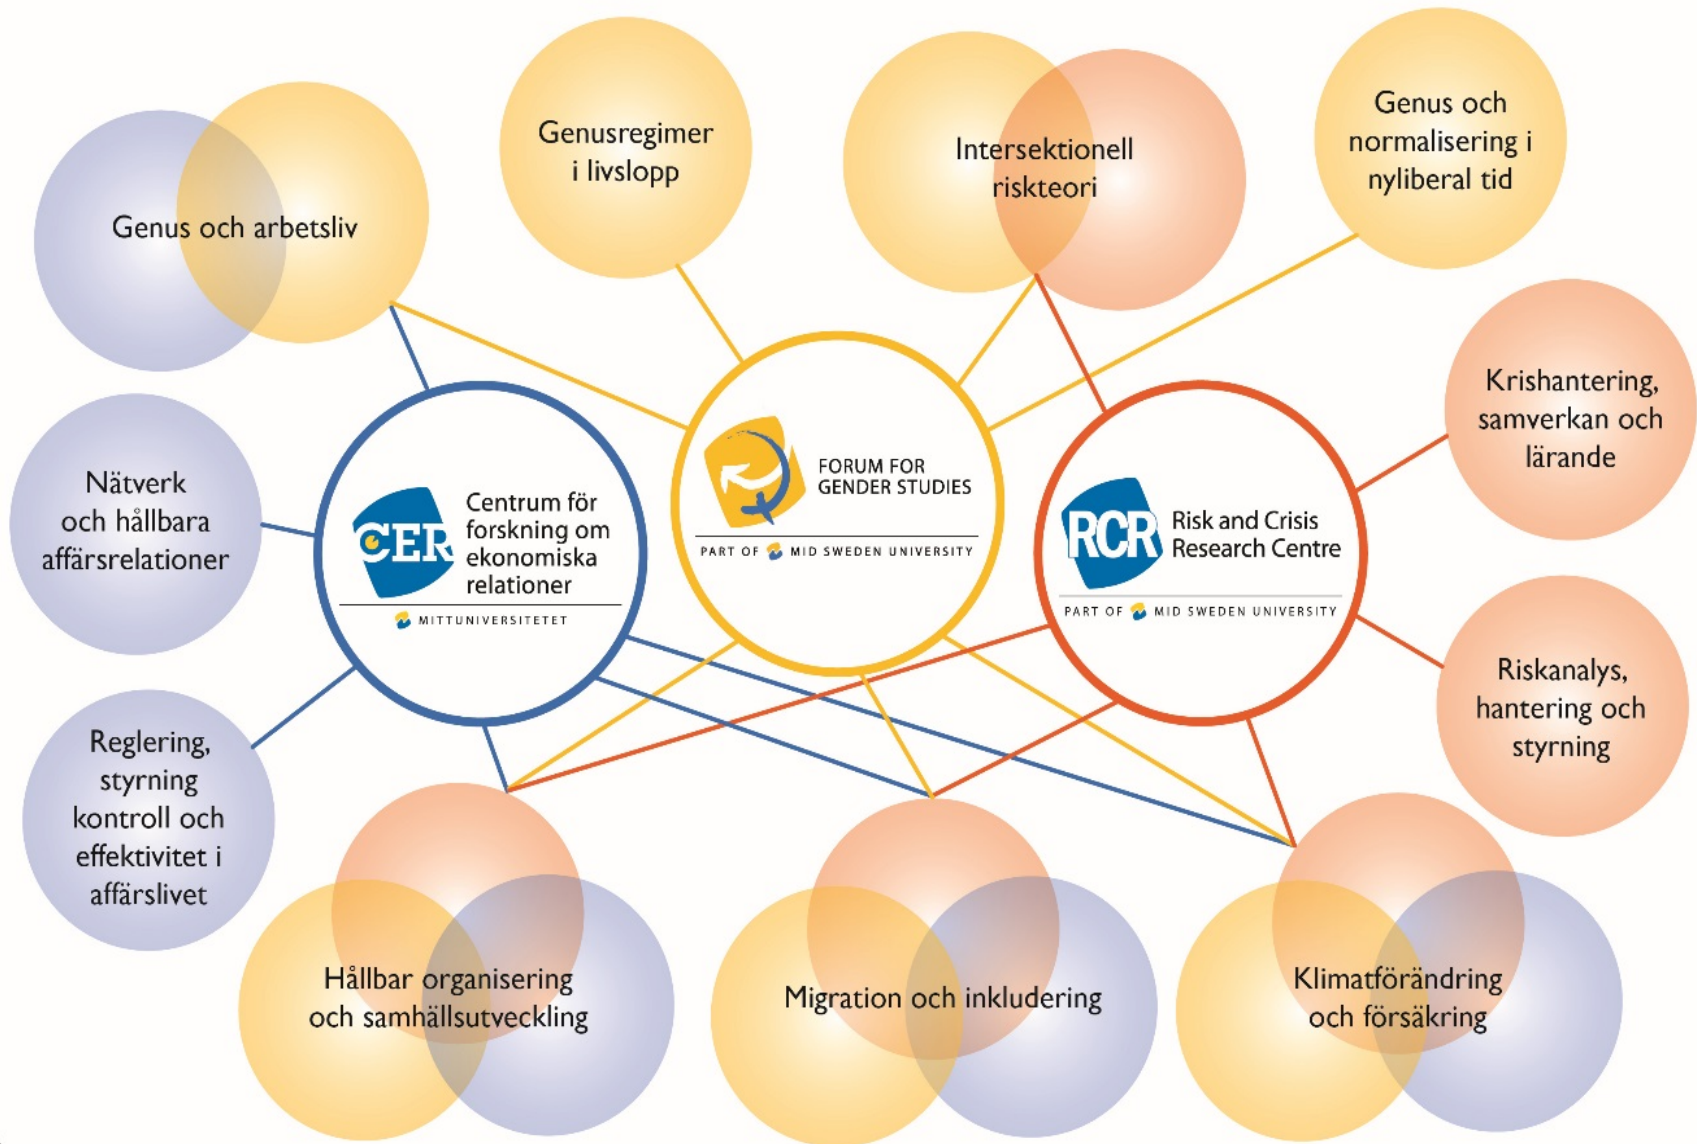 Genus och arbetsliv
Genusregimer
i livslopp
Intersektionell
riskteori
Genus och
normalisering i
nyliberal tid
Nätverk
och hållbara
affärsrelationer
CER
Centrum för
forskning om
ekonomiska
relationer
MITTUNIVERSITETET
FORUM FOR
GENDER STUDIES
PART OF MID SWEDEN UNIVERSITY
RCR
Risk and Crisis
Research Centre
PART OF MID SWEDEN UNIVERSITY
Krishantering,
samverkan och
lärande
Reglering,
styrning
kontroll och
effektivitet i
affärslivet
Riskanalys,
hantering och
styrning
Hållbar organisering
och samhällsutveckling
Migration och inkludering
Klimatförändring
och försäkring